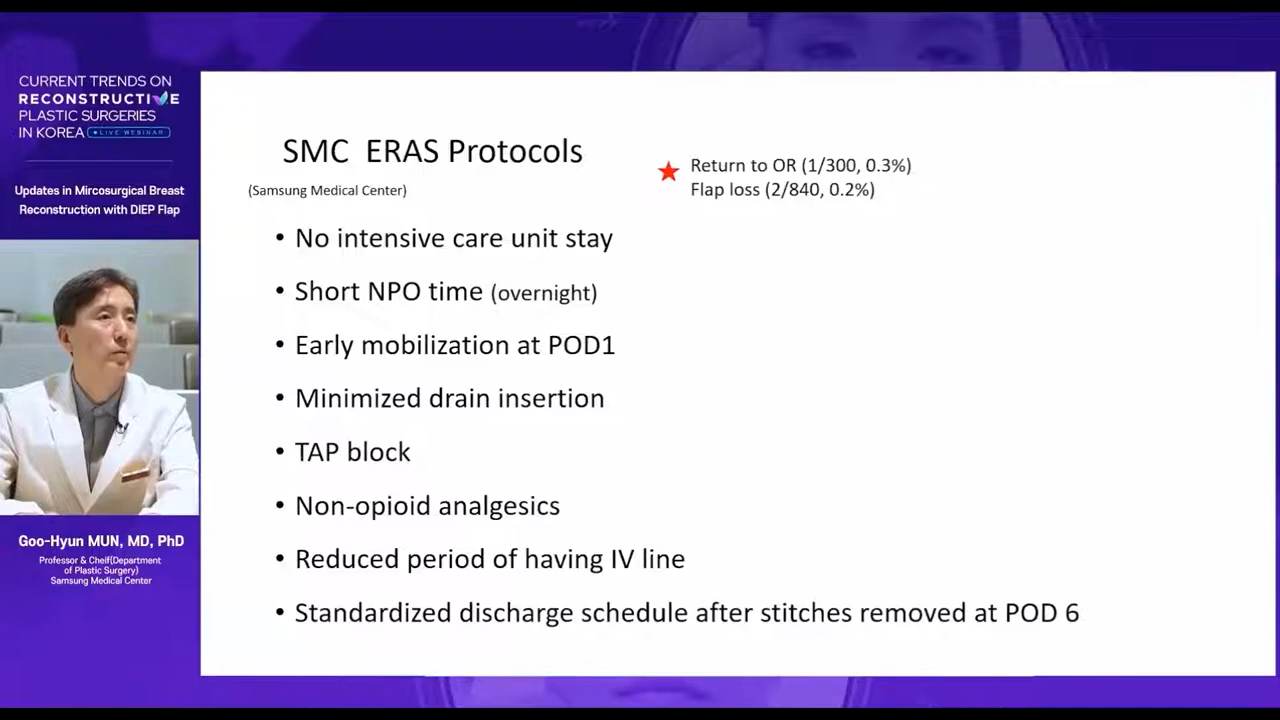 CURRENT TRENDS ON
RECONSTRUCTIVE
PLASTIC SURGERIES
IN KOREA • LIVE WEBINAR
Updates in Mircosurgical Breast
Reconstruction with DIEP Flap
Goo-Hyun MUN, MD, PhD
Professor & Cheif(Department
of Plastic Surgery)
Samsung Medical Center
SMC ERAS Protocols
(Samsung Medical Center)
★ Return to OR (1/300, 0.3%)
Flap loss (2/840, 0.2%)
• No intensive care unit stay
• Short NPO time (overnight)
• Early mobilization at POD1
• Minimized drain insertion
• TAP block
• Non-opioid analgesics
• Reduced period of having IV line
• Standardized discharge schedule after stitches removed at POD 6